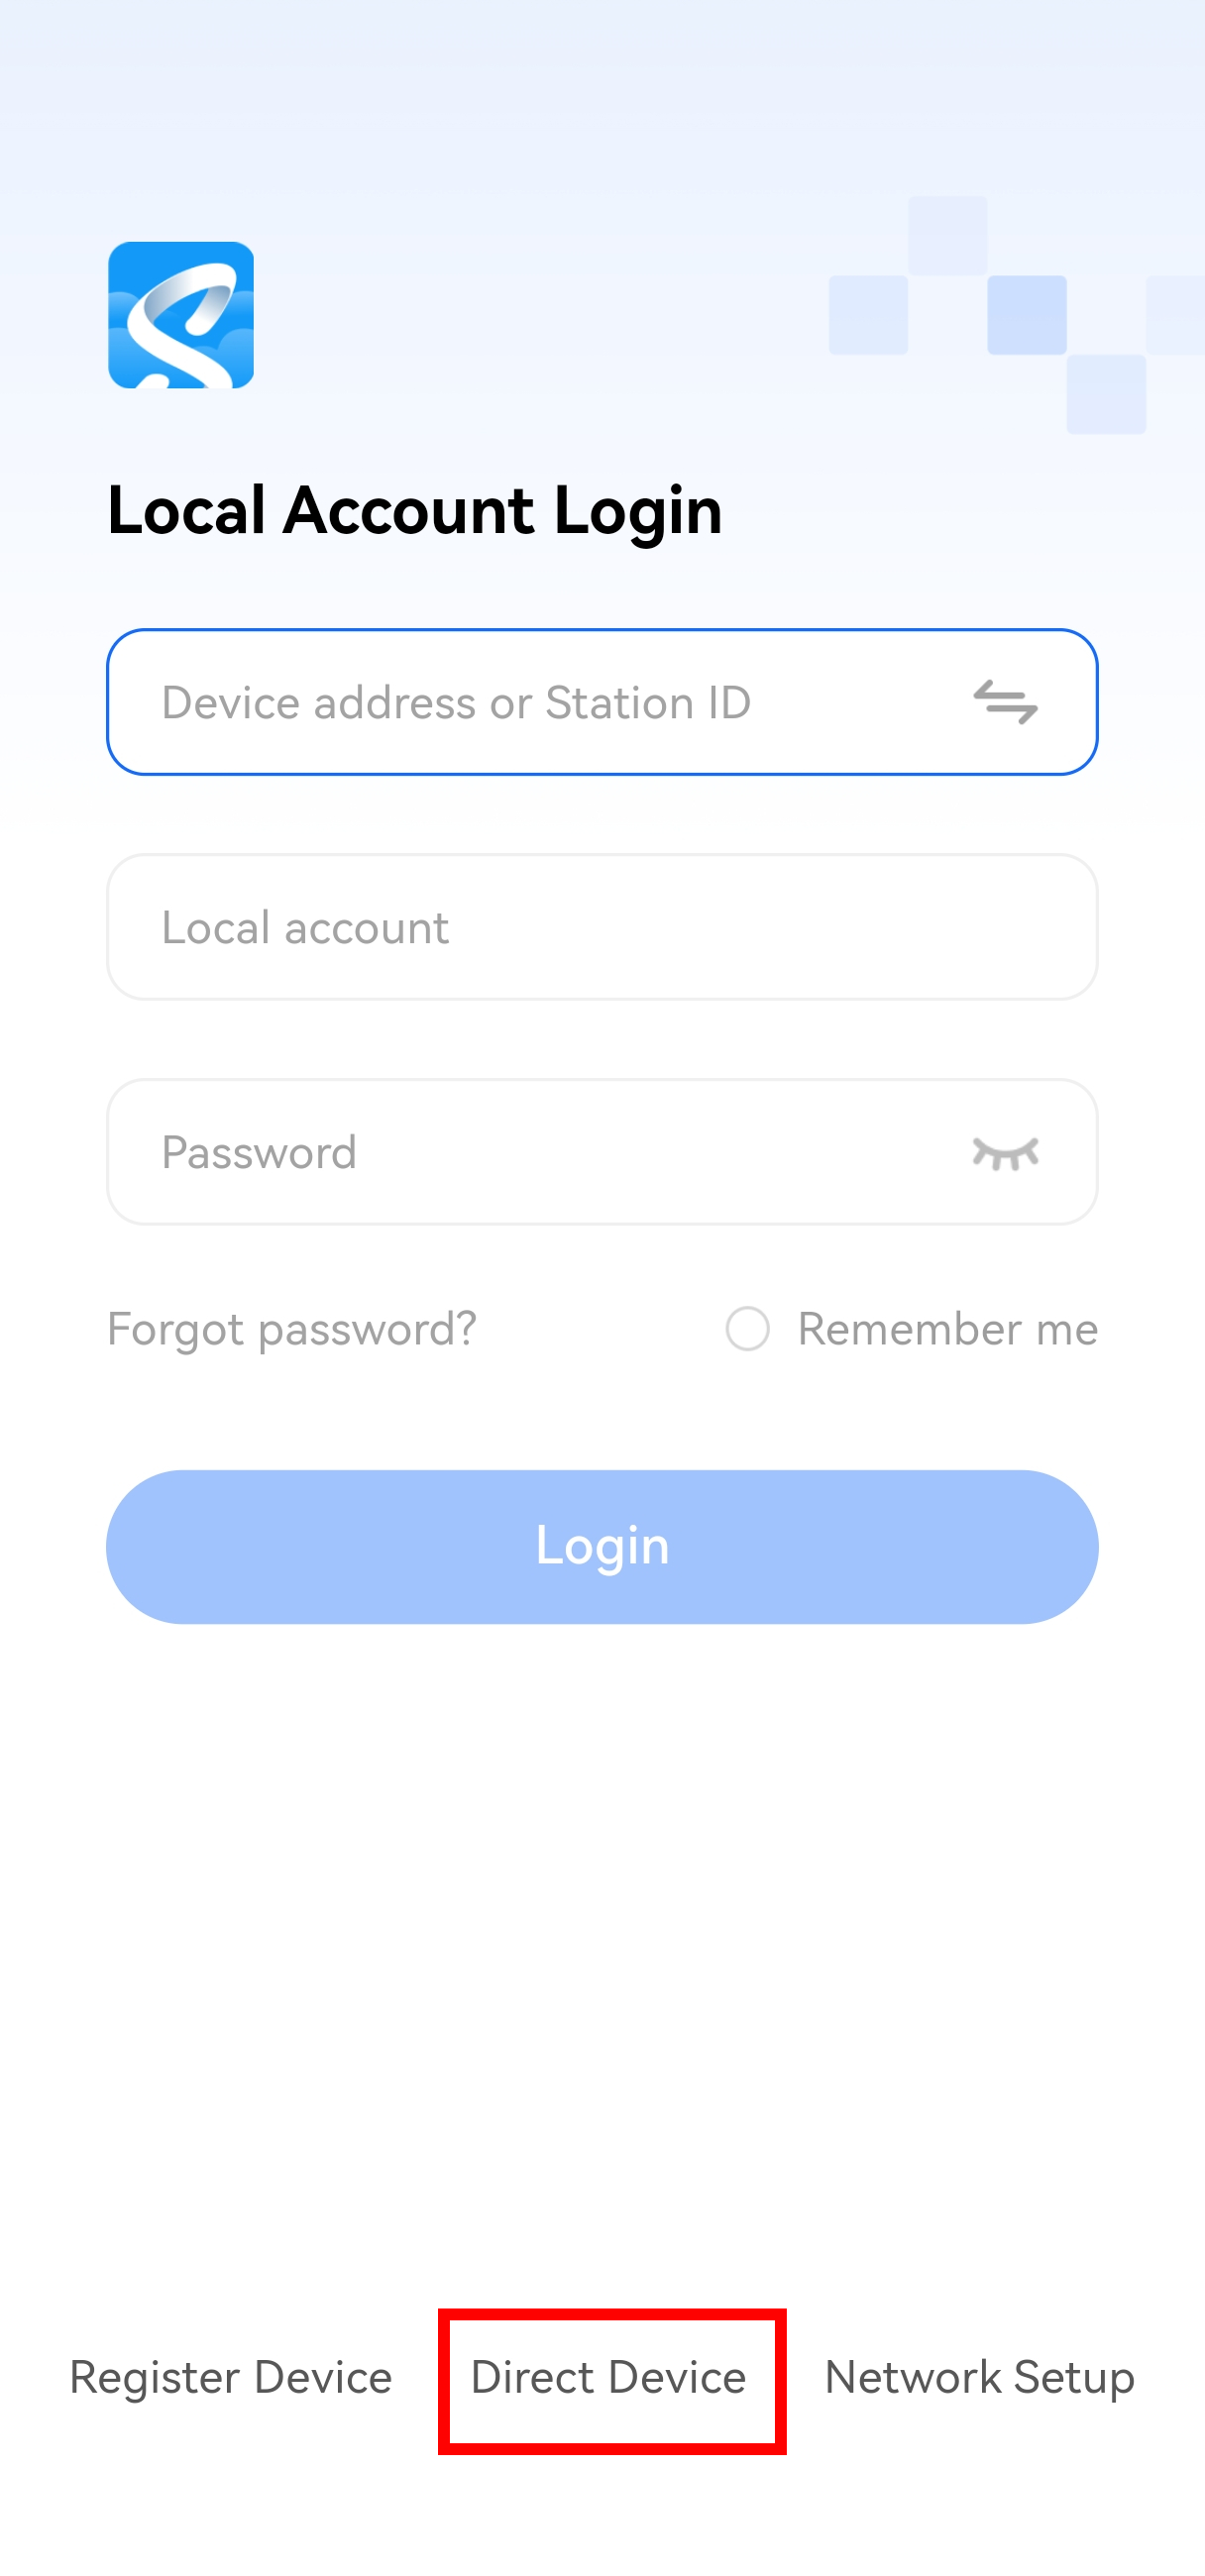 Local Account Login
Device address or Station ID
Local account
Password
Forgot password? Remember me
Login
Register Device Direct Device Network Setup